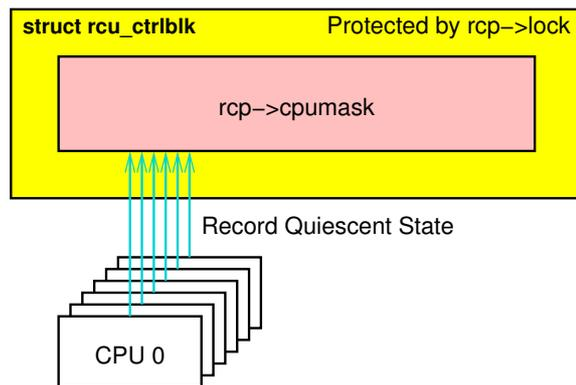 struct rcu_ctrlblk Protected by rcp->lock
rcp−>cpumask
Record Quiescent State
CPU 0